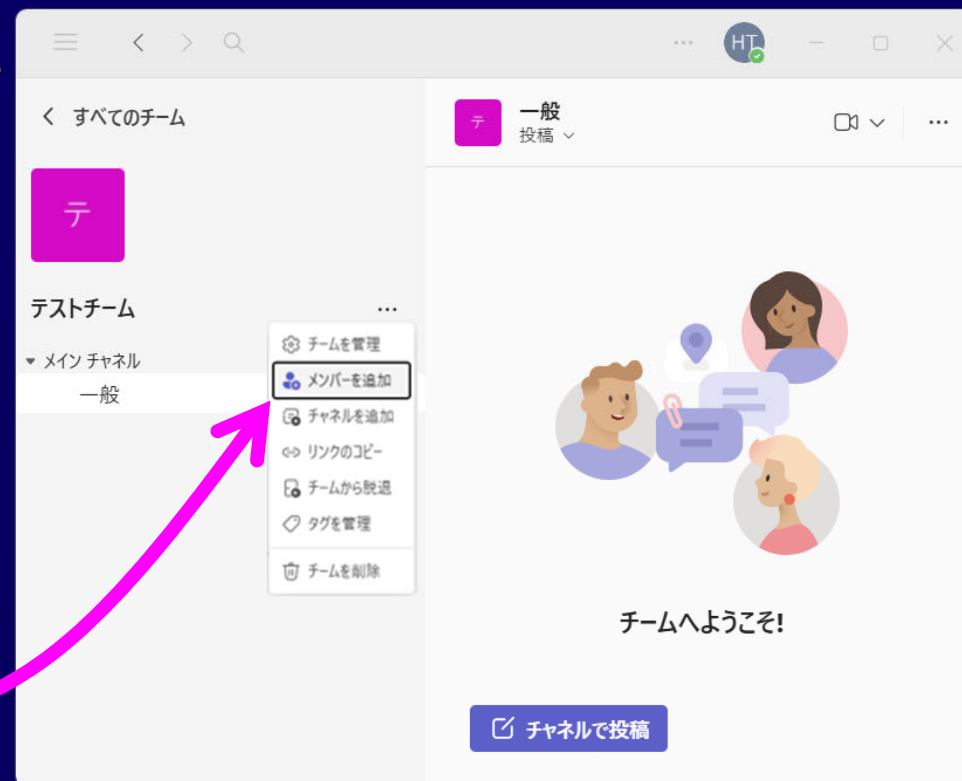 HT
すべてのチーム
テ
一般
投稿
テ
テストチーム
メイン チャネル
一般
チームを管理
メンバーを追加
チャネルを追加
リンクのコピー
チームから脱退
タグを管理
チームを削除
チームへようこそ!
チャネルで投稿